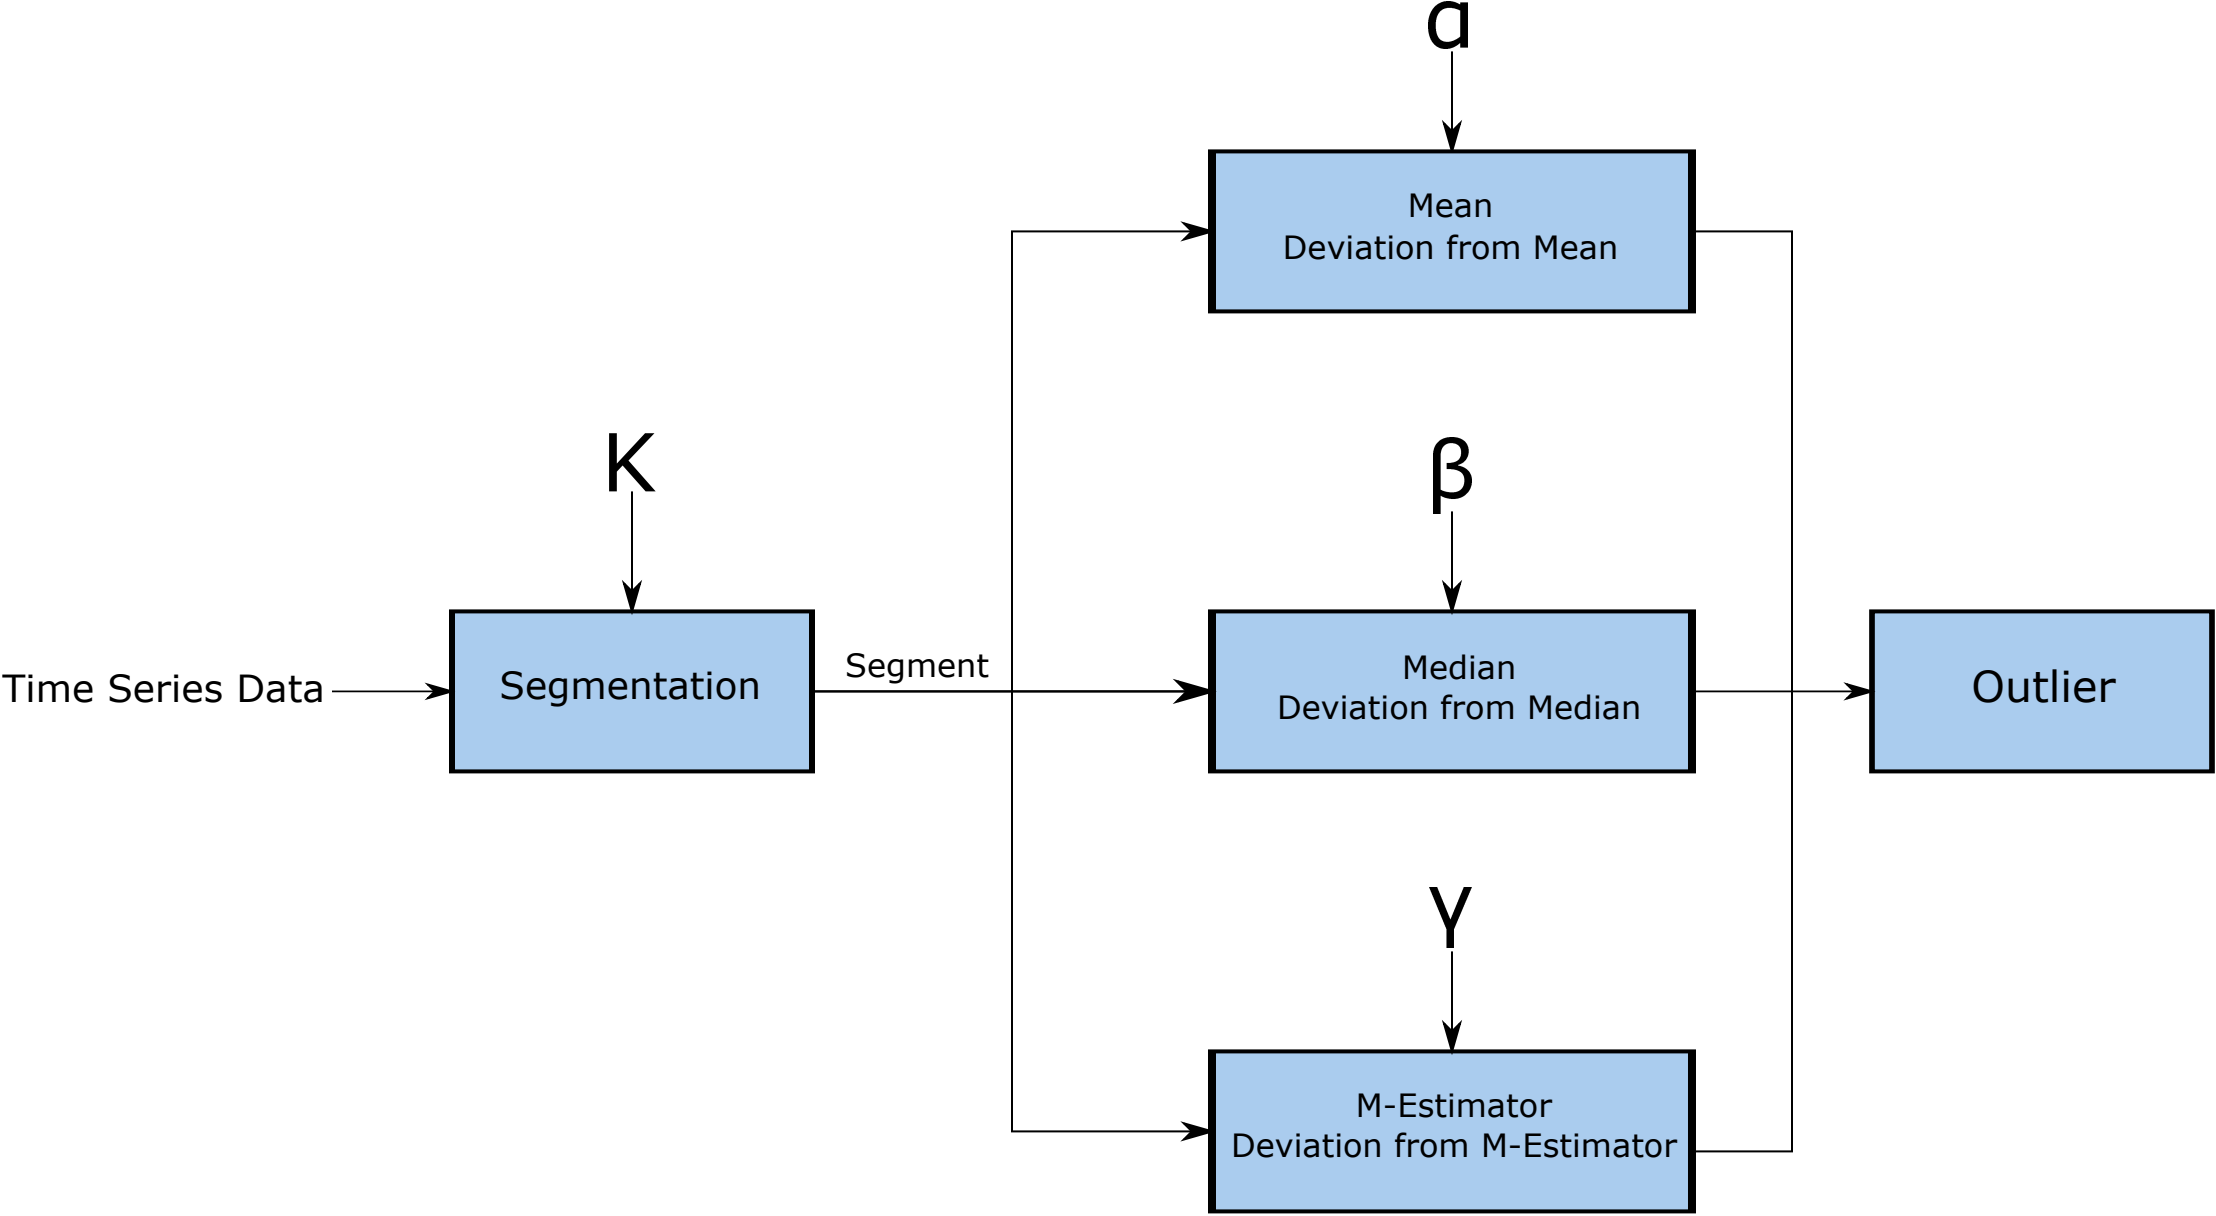 α
Mean
Deviation from Mean
K
β
Time Series Data
Segmentation
Segment
Median
Deviation from Median
Outlier
γ
M-Estimator
Deviation from M-Estimator